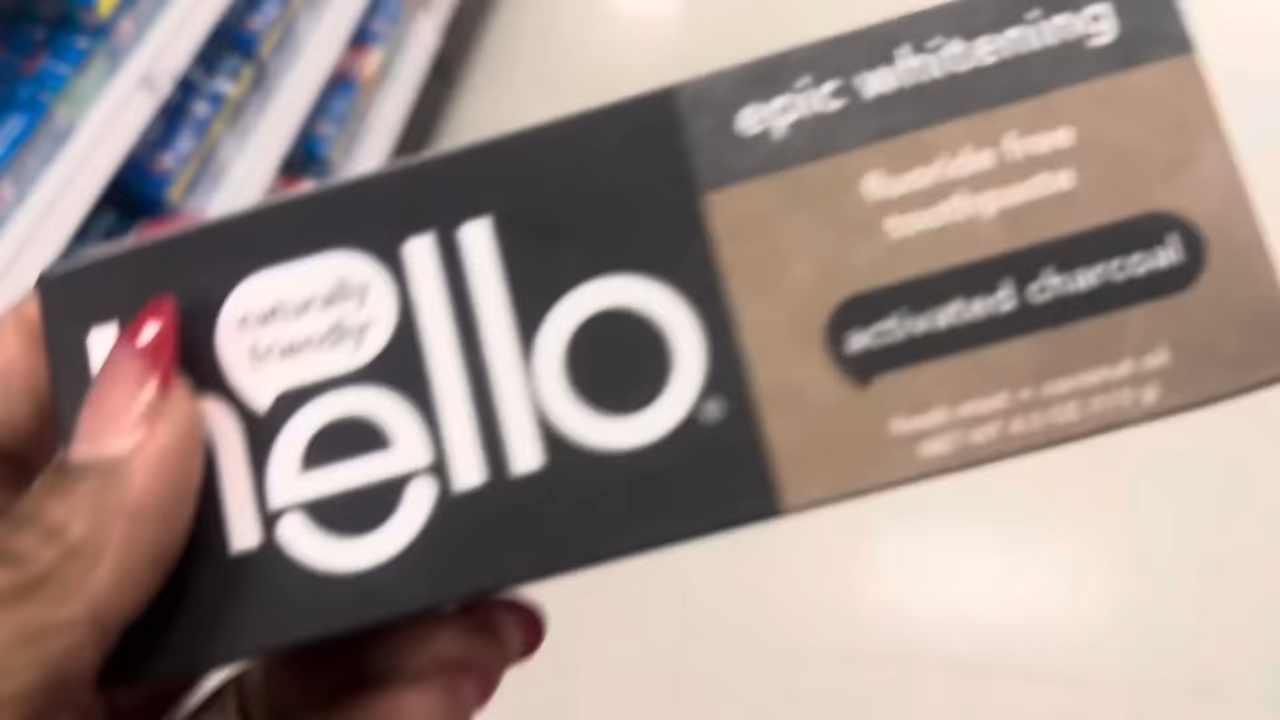 naturally
friendly
hello
epic whitening
fluoride free
toothpaste
activated charcoal